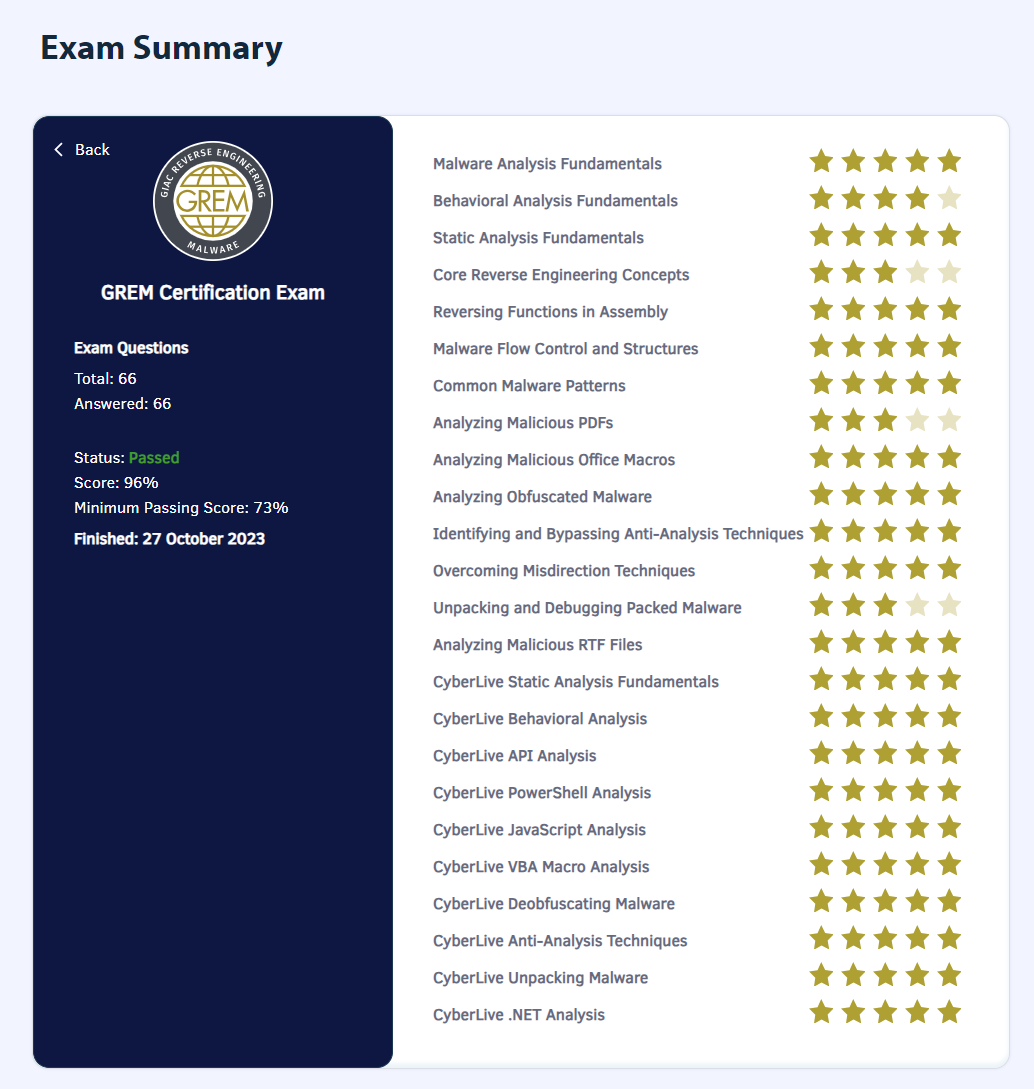 Exam Summary
Back
GIAC REVERSE ENGINEERING
GREM
MALWARE
GREM Certification Exam
Exam Questions
Total: 66
Answered: 66
Status: Passed
Score: 96%
Minimum Passing Score: 73%
Finished: 27 October 2023
Malware Analysis Fundamentals
Behavioral Analysis Fundamentals
Static Analysis Fundamentals
Core Reverse Engineering Concepts
Reversing Functions in Assembly
Malware Flow Control and Structures
Common Malware Patterns
Analyzing Malicious PDFs
Analyzing Malicious Office Macros
Analyzing Obfuscated Malware
Identifying and Bypassing Anti-Analysis Techniques
Overcoming Misdirection Techniques
Unpacking and Debugging Packed Malware
Analyzing Malicious RTF Files
CyberLive Static Analysis Fundamentals
CyberLive Behavioral Analysis
CyberLive API Analysis
CyberLive PowerShell Analysis
CyberLive JavaScript Analysis
CyberLive VBA Macro Analysis
CyberLive Deobfuscating Malware
CyberLive Anti-Analysis Techniques
CyberLive Unpacking Malware
CyberLive .NET Analysis